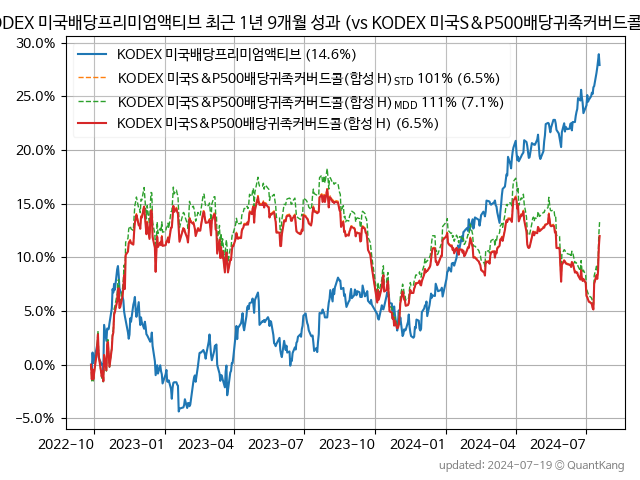 ODEX 미국배당프리미엄액티브 최근 1년 9개월 성과 (vs KODEX 미국S&P500배당귀족커버드콜
30.0%
KODEX 미국배당프리미엄액티브 (14.6%)
KODEX 미국S&P500배당귀족커버드콜(합성 H) STD 101% (6.5%)
25.0%
KODEX 미국S&P500배당귀족커버드콜(합성 H) MDD 111% (7.1%)
KODEX 미국S&P500배당귀족커버드콜(합성 H) (6.5%)
20.0%
15.0%
10.0%
5.0%
0.0%
−5.0%
2022-10 2023-01 2023-04 2023-07 2023-10 2024-01 2024-04 2024-07
updated: 2024-07-19 @ QuantKang